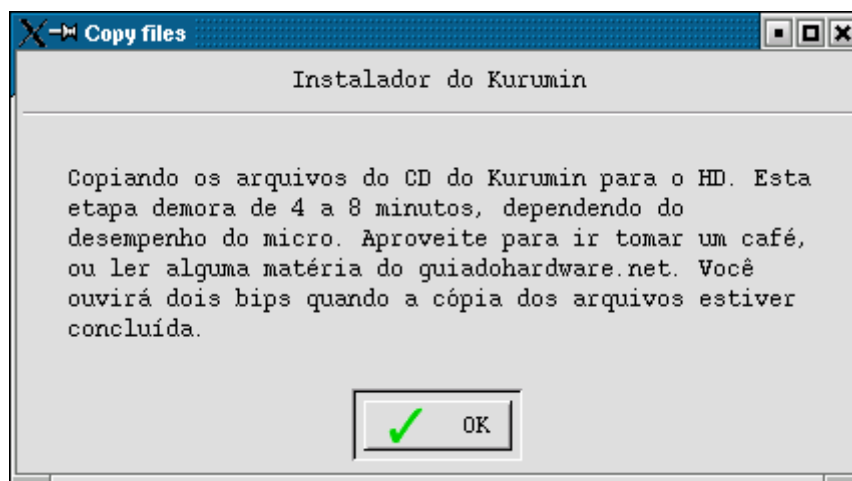 Copy files
Instalador do Kurumin
Copiando os arquivos do CD do Kurumin para o HD. Esta
etapa demora de 4 a 8 minutos, dependendo do
desempenho do micro. Aproveite para ir tomar um café,
ou ler alguma matéria do guiadohardware.net. Você
ouvirá dois bips quando a cópia dos arquivos estiver
concluída.
OK